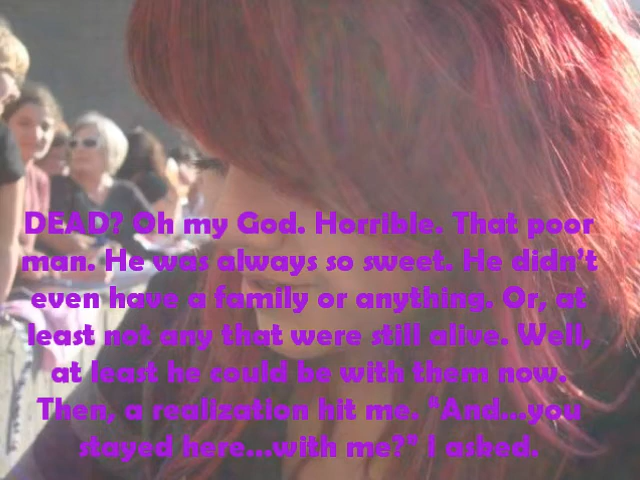 DEAD? Oh my God. Horrible. That poor
man. He was always so sweet. He didn't
even have a family or anything. Or, at
least not any that were still alive. Well,
at least he could be with them now.
Then, a realization hit me. "And...you
stayed here...with me?" I asked.